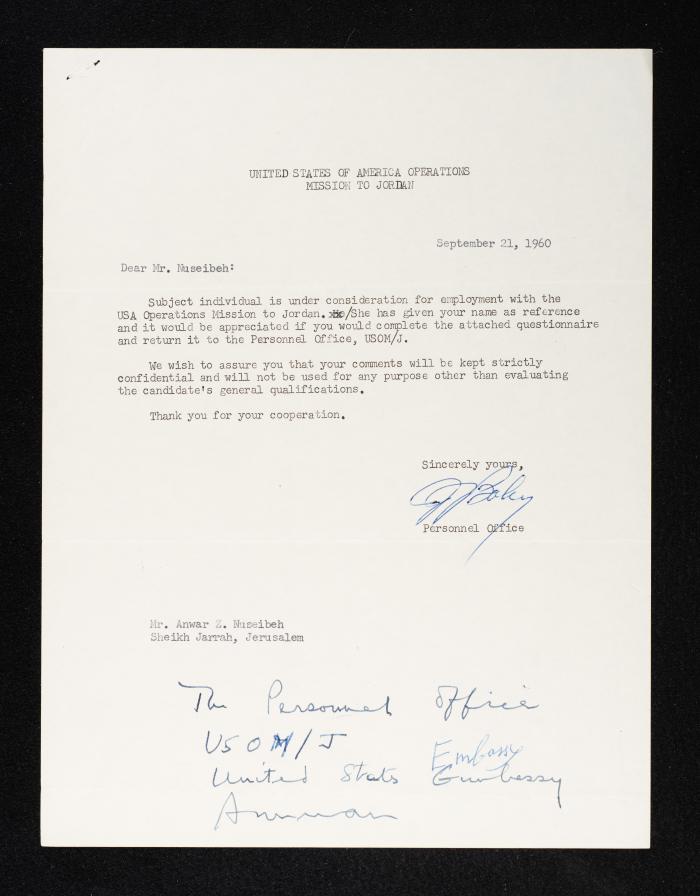 UNITED STATES OF AMERICA OPERATIONS
MISSION TO JORDAN
September 21, 1960
Dear Mr. Nuseibeh:
Subject individual is under consideration for employment with the
USA Operations Mission to Jordan. xHe/She has given your name as reference
and it would be appreciated if you would complete the attached questionnaire
and return it to the Personnel Office, USOM/J.
We wish to assure you that your comments will be kept strictly
confidential and will not be used for any purpose other than evaluating
the candidate's general qualifications.
Thank you for your cooperation.
Sincerely yours,
Personnel Office
Mr. Anwar Z. Nuseibeh
Sheikh Jarrah, Jerusalem
The Personnel Office
USOM/J
Embassy
United States Embessy
Amman